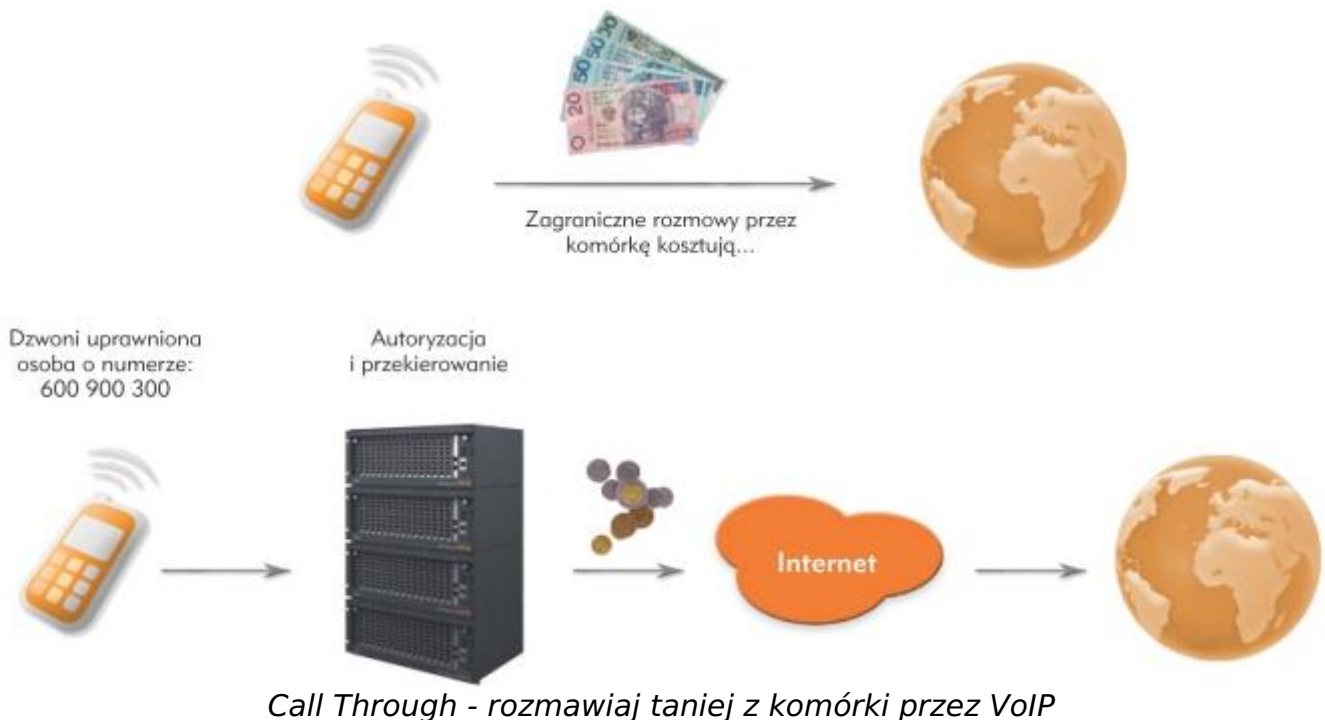 Zagraniczne rozmowy przez
komórkę kosztują...
Dzwoni uprawniona
osoba o numerze:
600 900 300
Autoryzacja
i przekierowanie
Internet
Call Through - rozmawiaj taniej z komórki przez VoIP